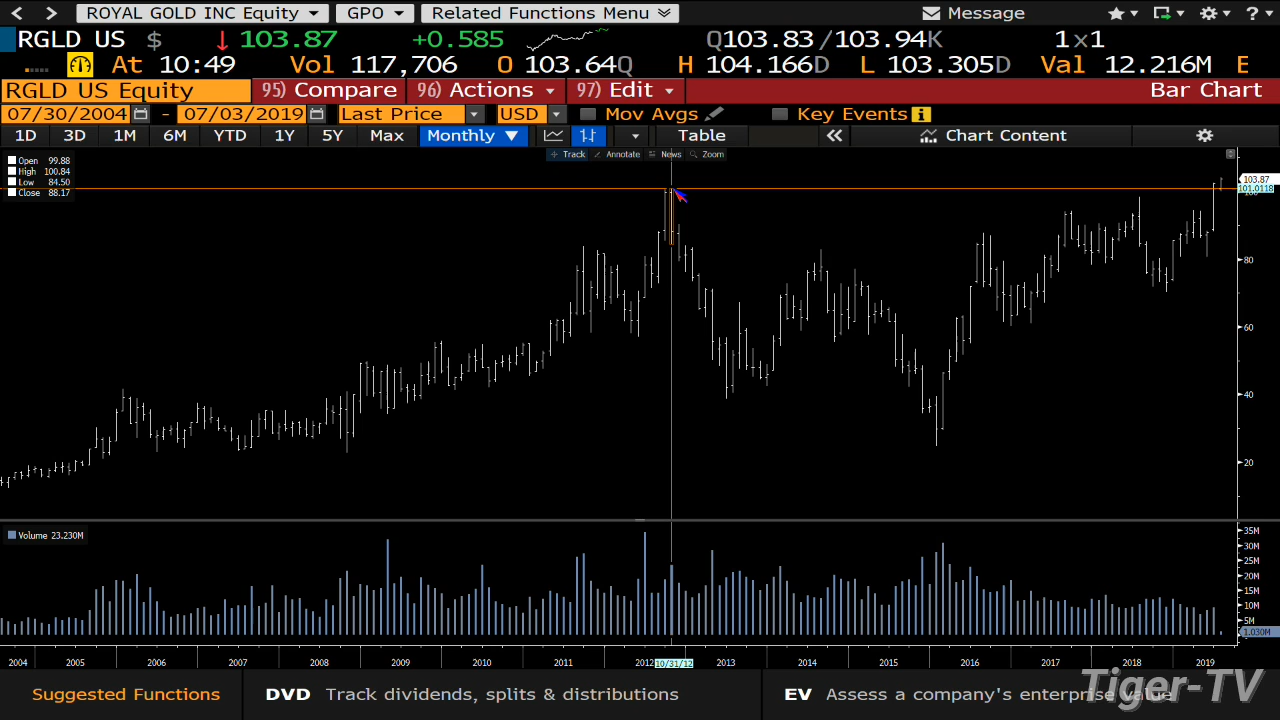 ROYAL GOLD INC Equity GPO Related Functions Menu Message
RGLD US $ 103.87 +0.585 Q103.83/103.94K 1×1
At 10:49 Vol 117,706 O 103.64Q H 104.166D L 103.305D Val 12.216M E
RGLD US Equity 95) Compare 96) Actions 97) Edit Bar Chart
07/30/2004 - 07/03/2019 Last Price USD Mov Avgs Key Events
1D 3D 1M 6M YTD 1Y 5Y Max Monthly Table Chart Content
Track Annotate News Zoom
Open 99.88
High 100.84
Low 84.50
Close 88.17
103.87
101.0118
80
60
40
20
Volume 23.230M
35M
30M
25M
20M
15M
10M
5M
1.030M
2004 2005 2006 2007 2008 2009 2010 2011 2012 10/31/12 2013 2014 2015 2016 2017 2018 2019
Suggested Functions DVD Track dividends, splits & distributions EV Assess a company's enterprise value
Tiger-TV